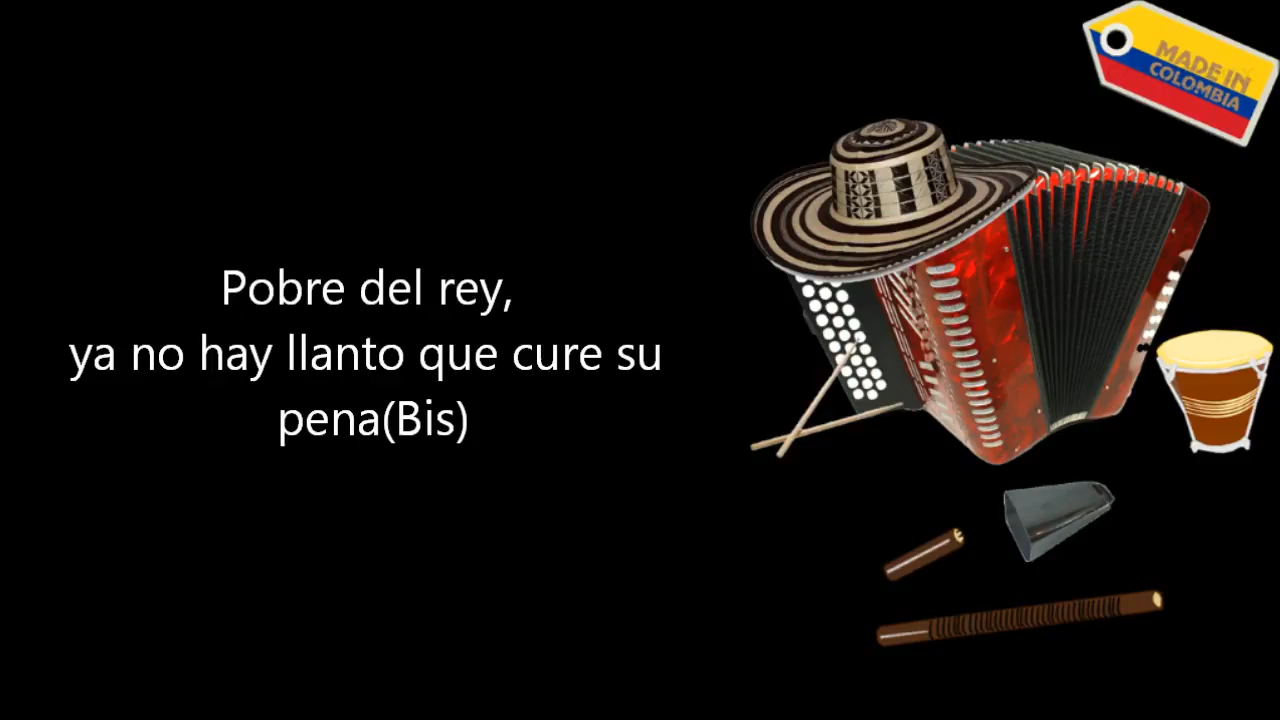 MADE IN
COLOMBIA
Pobre del rey,
ya no hay llanto que cure su
pena(Bis)